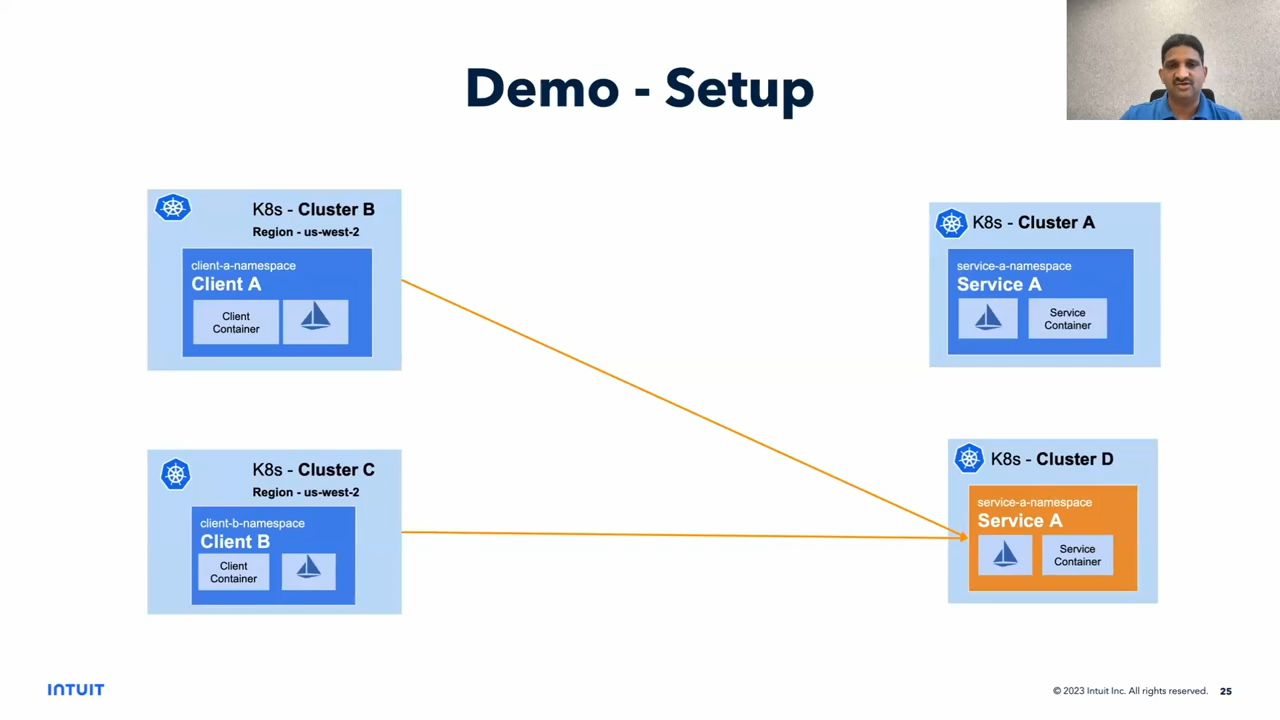 Demo - Setup
K8s - Cluster B
Region - us-west-2
client-a-namespace
Client A
Client
Container
K8s - Cluster A
service-a-namespace
Service A
Service
Container
K8s - Cluster C
Region - us-west-2
client-b-namespace
Client B
Client
Container
K8s - Cluster D
service-a-namespace
Service A
Service
Container
INTUIT
© 2023 Intuit Inc. All rights reserved. 25